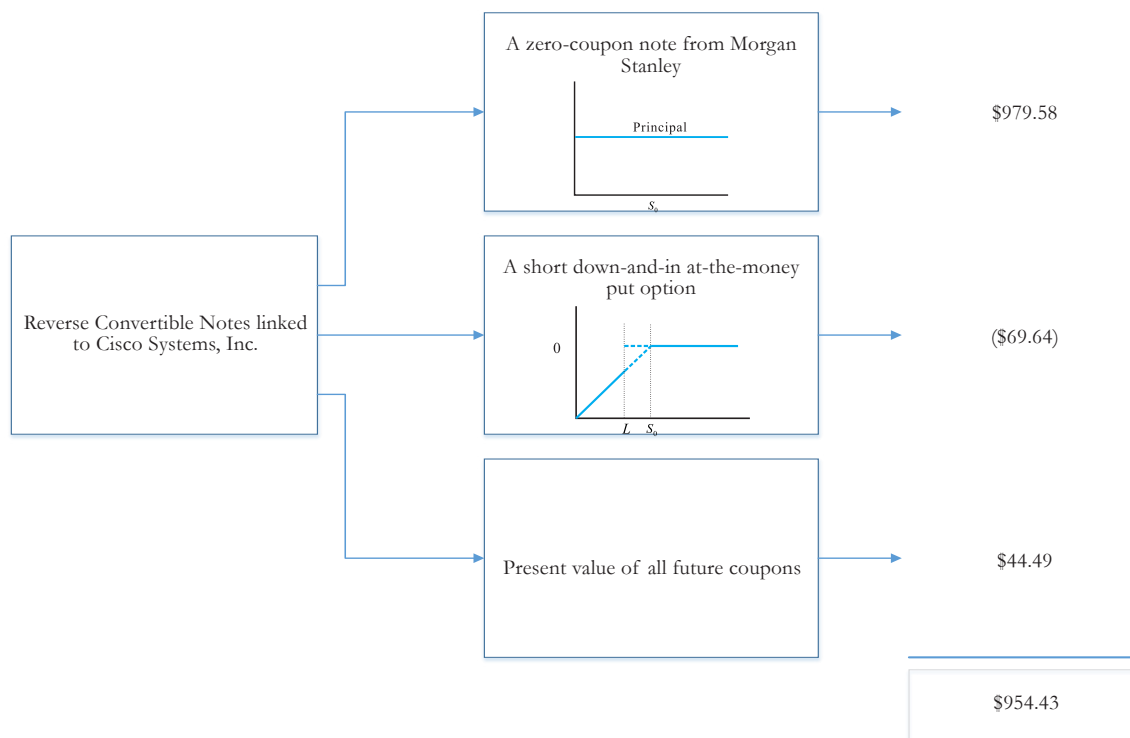 A zero-coupon note from Morgan
Stanley
Principal
S₀
$979.58
Reverse Convertible Notes linked
to Cisco Systems, Inc.
A short down-and-in at-the-money
put option
0
L
S₀
($69.64)
Present value of all future coupons
$44.49
$954.43